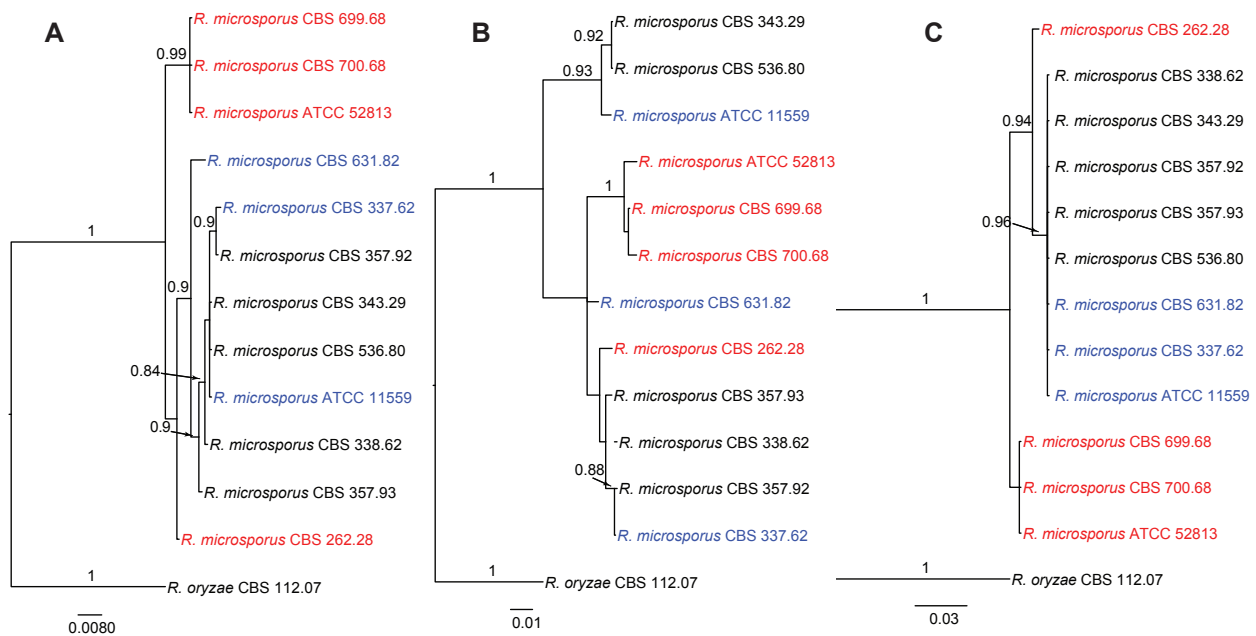 A
R. microsporus CBS 699.68
0.99
R. microsporus CBS 700.68
R. microsporus ATCC 52813
R. microsporus CBS 631.82
R. microsporus CBS 337.62
0.9
R. microsporus CBS 357.92
1
0.9
R. microsporus CBS 343.29
R. microsporus CBS 536.80
0.84
R. microsporus ATCC 11559
0.9
R. microsporus CBS 338.62
R. microsporus CBS 357.93
R. microsporus CBS 262.28
1
R. oryzae CBS 112.07
0.0080
B
R. microsporus CBS 343.29
0.92
R. microsporus CBS 536.80
0.93
R. microsporus ATCC 11559
R. microsporus ATCC 52813
1
1
R. microsporus CBS 699.68
R. microsporus CBS 700.68
R. microsporus CBS 631.82
R. microsporus CBS 262.28
R. microsporus CBS 357.93
R. microsporus CBS 338.62
0.88
R. microsporus CBS 357.92
R. microsporus CBS 337.62
1
R. oryzae CBS 112.07
0.01
C
R. microsporus CBS 262.28
R. microsporus CBS 338.62
0.94
R. microsporus CBS 343.29
R. microsporus CBS 357.92
R. microsporus CBS 357.93
0.96
R. microsporus CBS 536.80
1
R. microsporus CBS 631.82
R. microsporus CBS 337.62
R. microsporus ATCC 11559
R. microsporus CBS 699.68
R. microsporus CBS 700.68
R. microsporus ATCC 52813
1
R. oryzae CBS 112.07
0.03